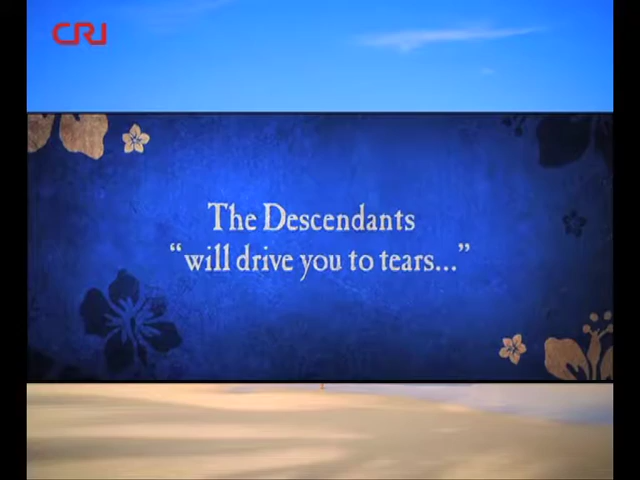 CRI
The Descendants
“will drive you to tears...”